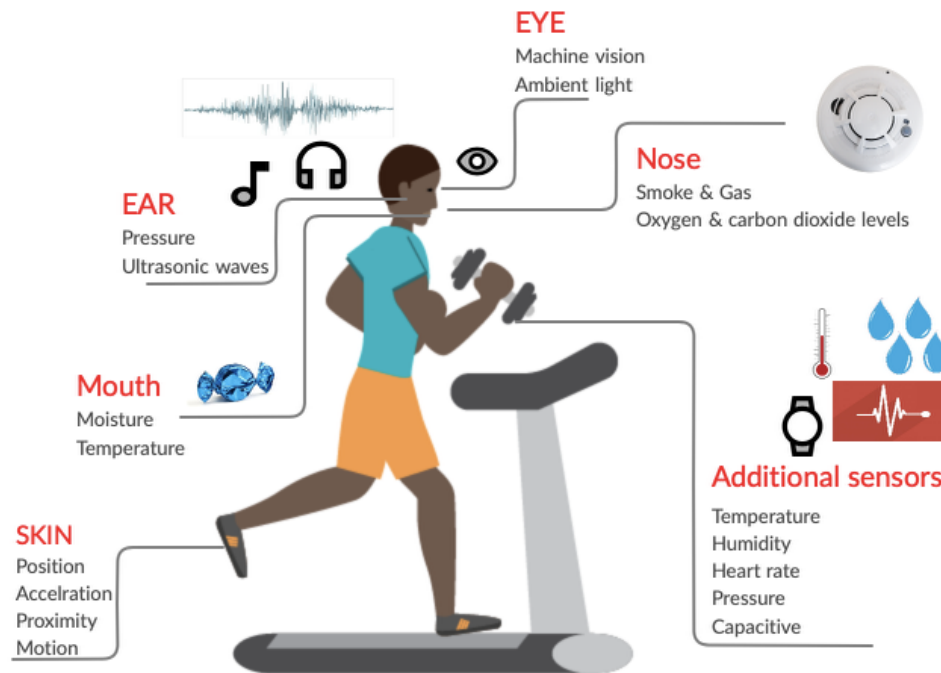 EYE
Machine vision
Ambient light
Nose
Smoke & Gas
Oxygen & carbon dioxide levels
EAR
Pressure
Ultrasonic waves
Mouth
Moisture
Temperature
Additional sensors
Temperature
Humidity
Heart rate
Pressure
Capacitive
SKIN
Position
Accelration
Proximity
Motion